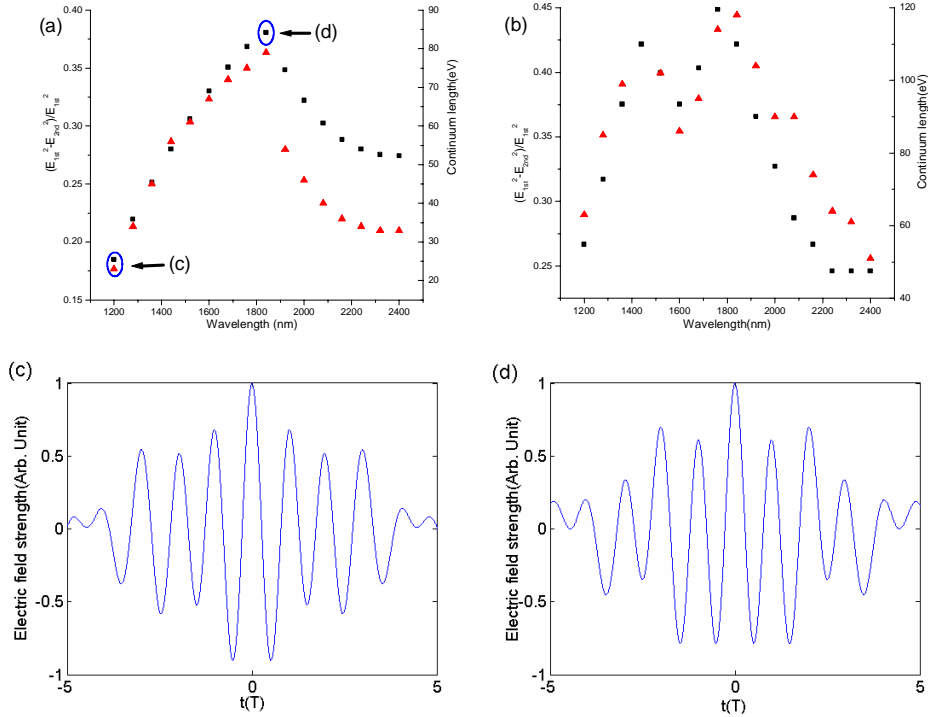 (a)
(E1st²-E2nd²)/E1st²
0.40
0.35
0.30
0.25
0.20
0.15
(d)
(c)
90
80
70
60
50
40
30
20
Continuum length(eV)
1200 1400 1600 1800 2000 2200 2400
Wavelength (nm)
(b)
(E1st²-E2nd²)/E1st²
0.45
0.40
0.35
0.30
0.25
120
100
80
60
40
Continuum length(eV)
1200 1400 1600 1800 2000 2200 2400
Wavelength(nm)
(c)
Electric field strength(Arb. Unit)
1
0.5
0
-0.5
-1
-5 0 5
t(T)
(d)
Electric field strength(Arb. Unit)
1
0.5
0
-0.5
-1
-5 0 5
t(T)